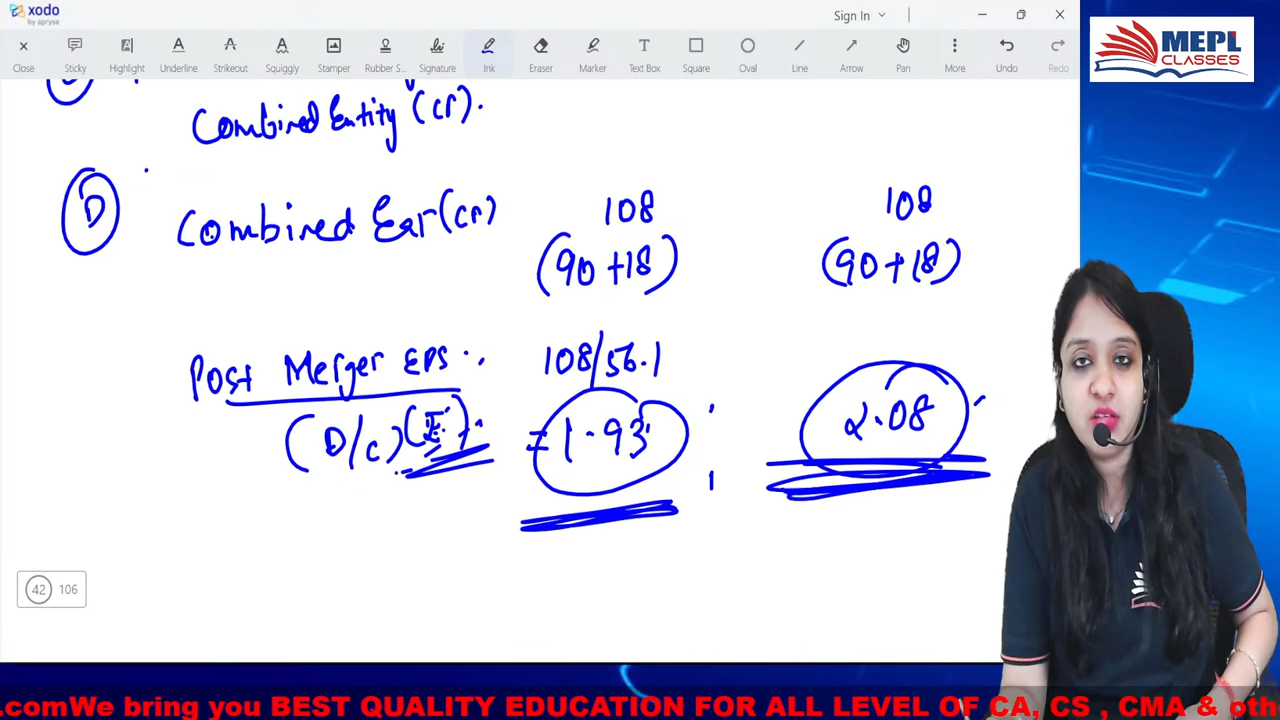 xodo
by apryse
Sign In
Close
Sticky
Highlight
Underline
Strikeout
Squiggly
Stamper
Rubber S...
Signature
Ink
Eraser
Marker
Text Box
Square
Oval
Line
Arrow
Pan
More
Undo
Redo
MEPL
CLASSES
Combined Entity (cr).
D
Combined Ear (cr)
108
108
(90+18)
(90+18)
Post Merger EPS
108/56.1
(D/C) (E)
= 1.93
2.08
42 106
.comWe bring you BEST QUALITY EDUCATION FOR ALL LEVEL OF CA, CS , CMA & oth